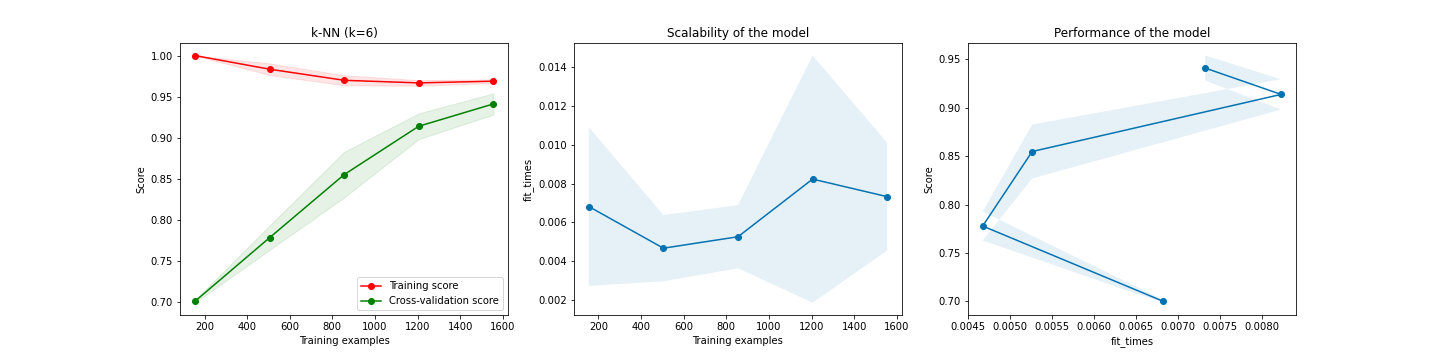 k-NN (k=6)
Score
1.00
0.95
0.90
0.85
0.80
0.75
0.70
200 400 600 800 1000 1200 1400 1600
Training examples
Training score
Cross-validation score
Scalability of the model
fit_times
0.014
0.012
0.010
0.008
0.006
0.004
0.002
200 400 600 800 1000 1200 1400 1600
Training examples
Performance of the model
Score
0.95
0.90
0.85
0.80
0.75
0.70
0.0045 0.0050 0.0055 0.0060 0.0065 0.0070 0.0075 0.0080
fit_times